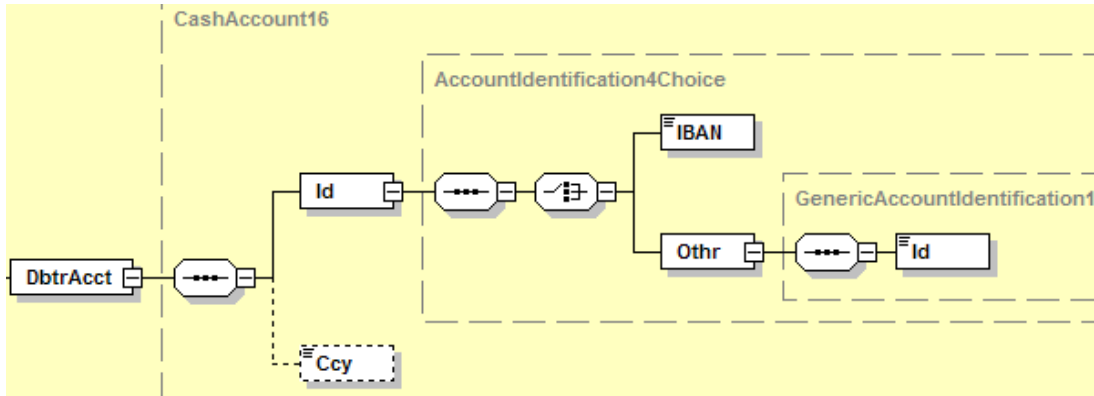 CashAccount16
AccountIdentification4Choice
IBAN
Id
GenericAccountIdentification1
Othr
Id
DbtrAcct
Ccy